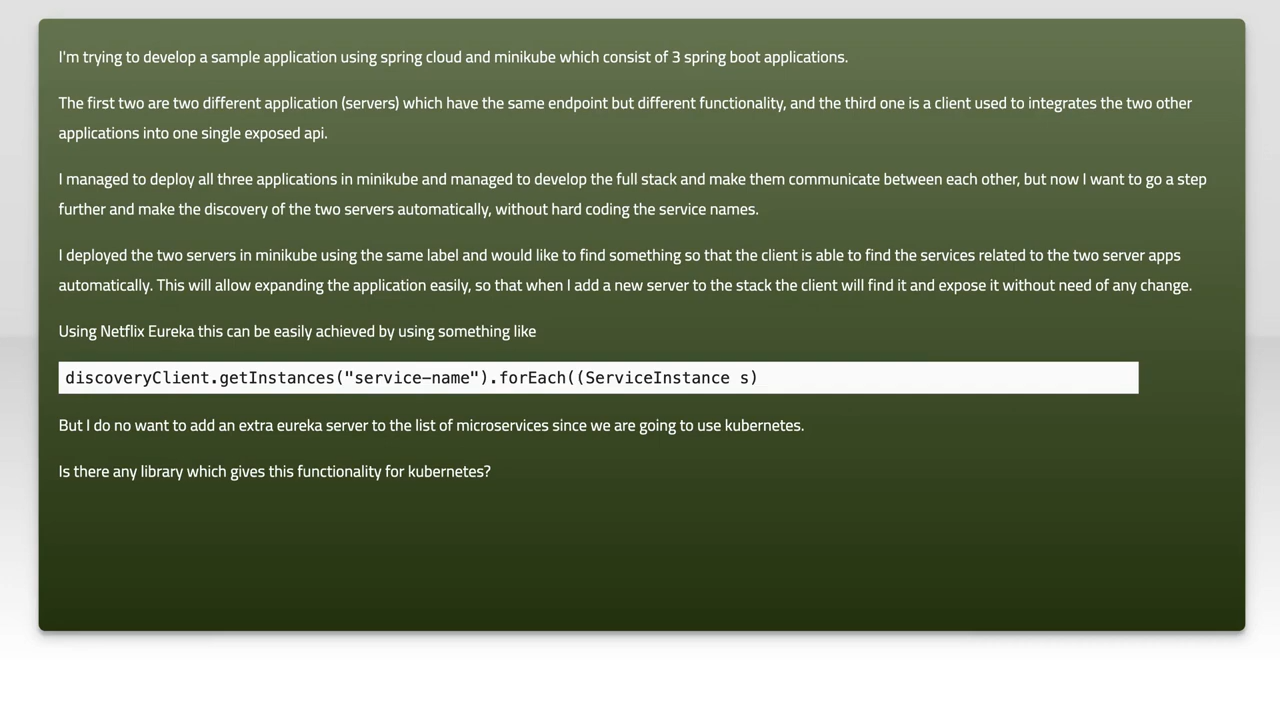 I'm trying to develop a sample application using spring cloud and minikube which consist of 3 spring boot applications.
The first two are two different application (servers) which have the same endpoint but different functionality, and the third one is a client used to integrates the two other
applications into one single exposed api.
I managed to deploy all three applications in minikube and managed to develop the full stack and make them communicate between each other, but now I want to go a step
further and make the discovery of the two servers automatically, without hard coding the service names.
I deployed the two servers in minikube using the same label and would like to find something so that the client is able to find the services related to the two server apps
automatically. This will allow expanding the application easily, so that when I add a new server to the stack the client will find it and expose it without need of any change.
Using Netflix Eureka this can be easily achieved by using something like
discoveryClient.getInstances("service-name").forEach((ServiceInstance s)
But I do no want to add an extra eureka server to the list of microservices since we are going to use kubernetes.
Is there any library which gives this functionality for kubernetes?